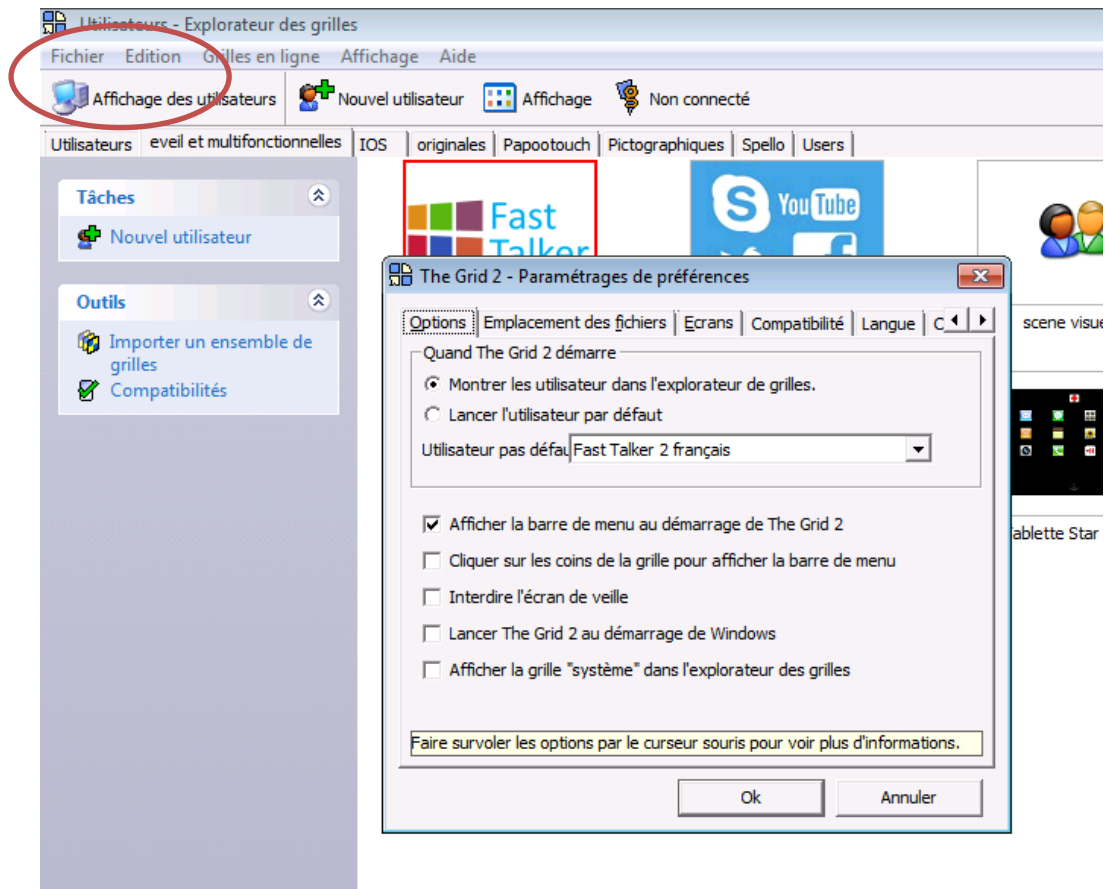 Utilisateurs - Explorateur des grilles
Fichier Edition Grilles en ligne Affichage Aide
Affichage des utilisateurs Nouvel utilisateur Affichage Non connecté
Utilisateurs eveil et multifonctionnelles IOS originales Papootouch Pictographiques Spello Users
Tâches
Nouvel utilisateur
Outils
Importer un ensemble de
grilles
Compatibilités
Fast
Talker
S You Tube
f
scene visue
ablette Star
The Grid 2 - Paramétrages de préférences
Options Emplacement des fichiers Ecrans Compatibilité Langue C
Quand The Grid 2 démarre
Montrer les utilisateur dans l'explorateur de grilles.
Lancer l'utilisateur par défaut
Utilisateur pas défau Fast Talker 2 français
Afficher la barre de menu au démarrage de The Grid 2
Cliquer sur les coins de la grille pour afficher la barre de menu
Interdire l'écran de veille
Lancer The Grid 2 au démarrage de Windows
Afficher la grille "système" dans l'explorateur des grilles
Faire survoler les options par le curseur souris pour voir plus d'informations.
Ok Annuler